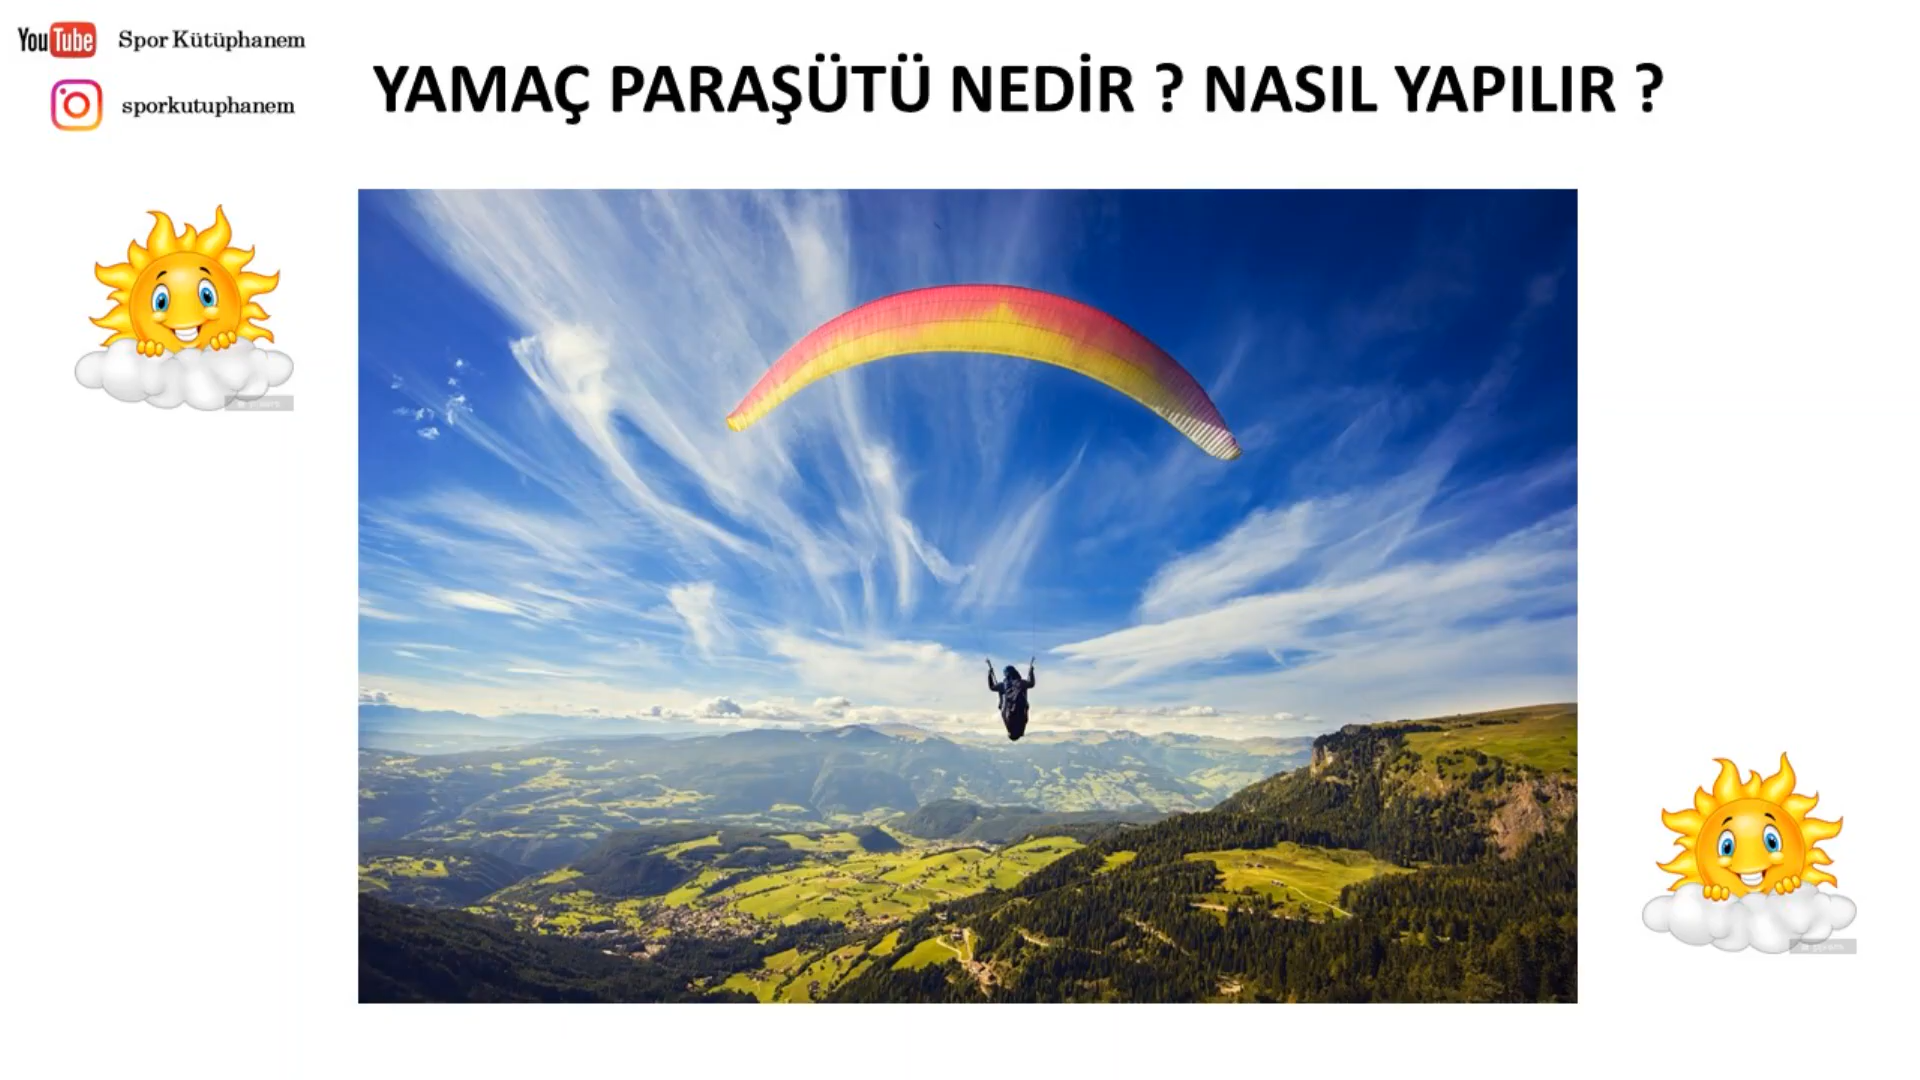 YouTube Spor Kütüphanem
sporkutuphanem
YAMAÇ PARAŞÜTÜ NEDİR ? NASIL YAPILIR ?